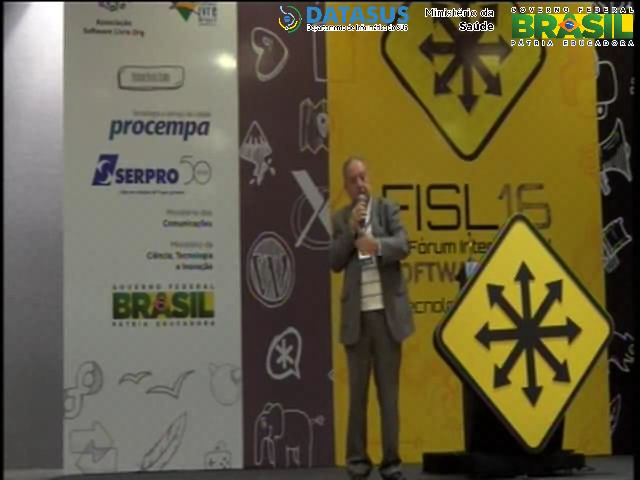 DATASUS
Ministério da
Saúde
GOVERNO FEDERAL
BRASIL
PÁTRIA EDUCADORA
Associação
Software Livre.Org
procempa
SERPRO 50
Ministério das
Comunicações
Ministério da
Ciência, Tecnologia
e Inovação
GOVERNO FEDERAL
BRASIL
PÁTRIA EDUCADORA
FISL16
Fórum Inter